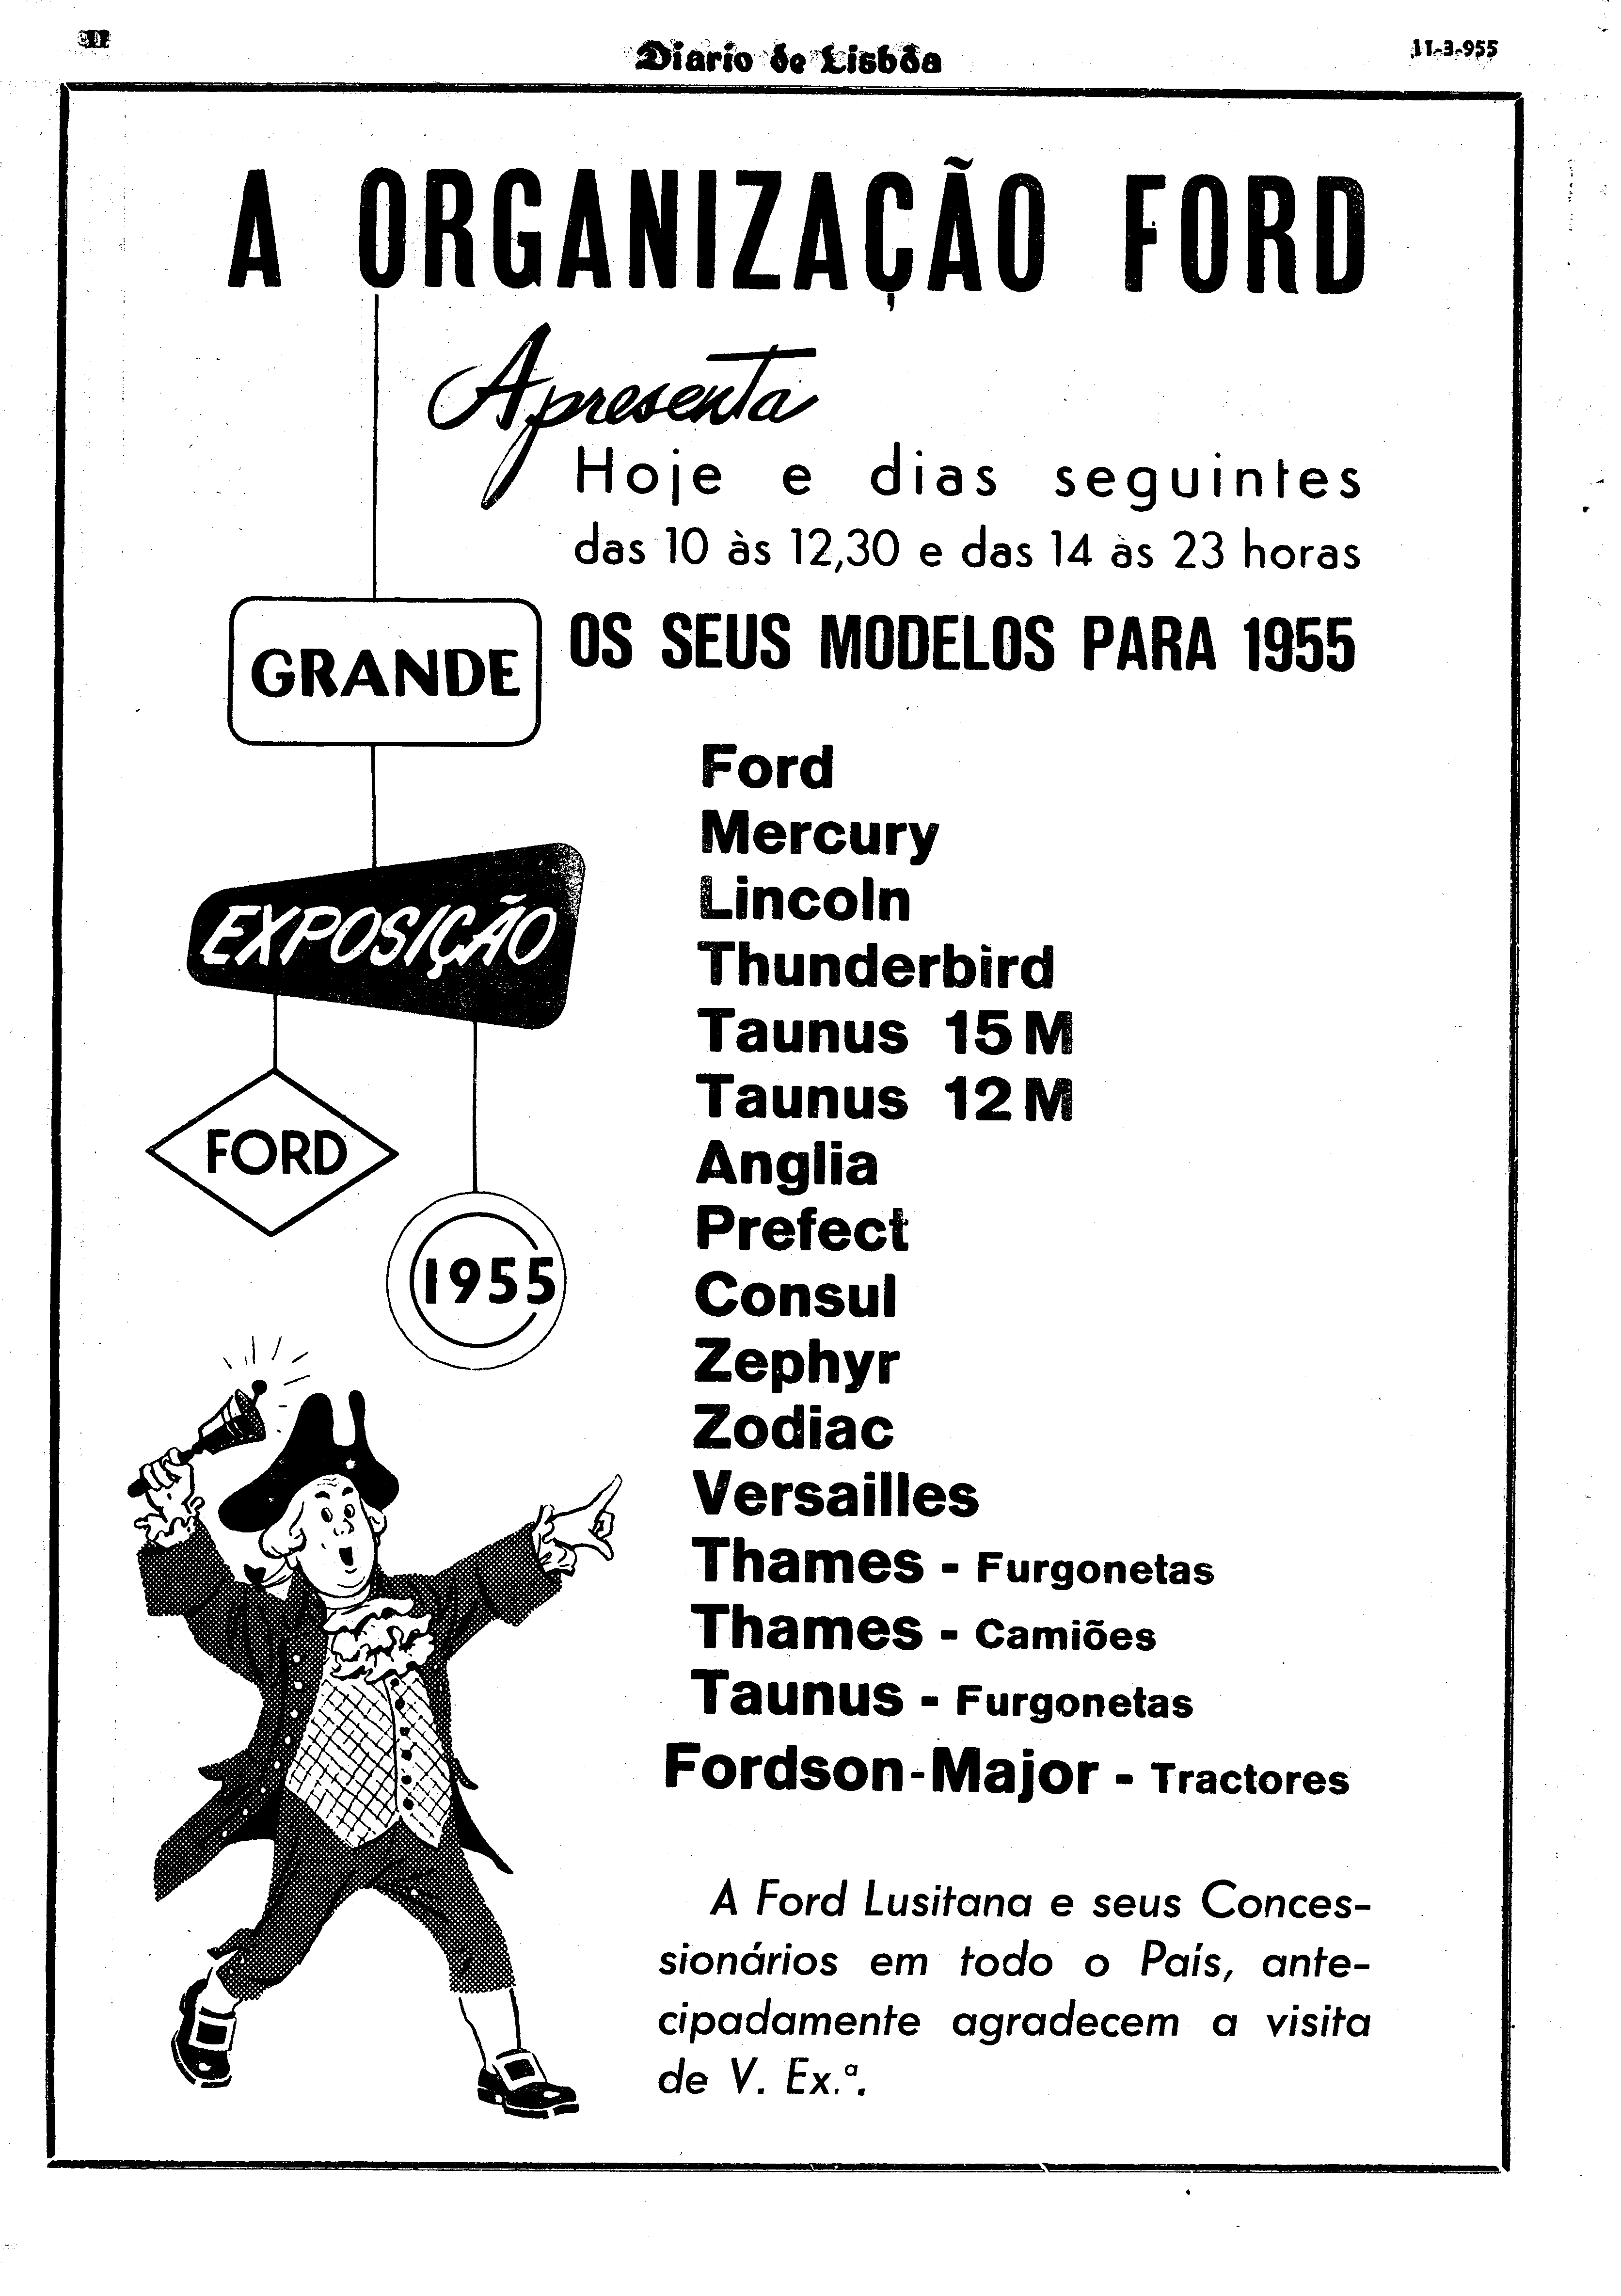 Diario de Lisbôa
11-3-955
A ORGANIZAÇÃO FORD
Apresenta
Hoje e dias seguintes
das 10 às 12,30 e das 14 às 23 horas
GRANDE
OS SEUS MODELOS PARA 1955
EXPOSIÇÃO
FORD
1955
Ford
Mercury
Lincoln
Thunderbird
Taunus 15 M
Taunus 12 M
Anglia
Prefect
Consul
Zephyr
Zodiac
Versailles
Thames - Furgonetas
Thames - Camiões
Taunus - Furgonetas
Fordson-Major - Tractores
A Ford Lusitana e seus Conces-
sionários em todo o País, ante-
cipadamente agradecem a visita
de V. Ex.ª.